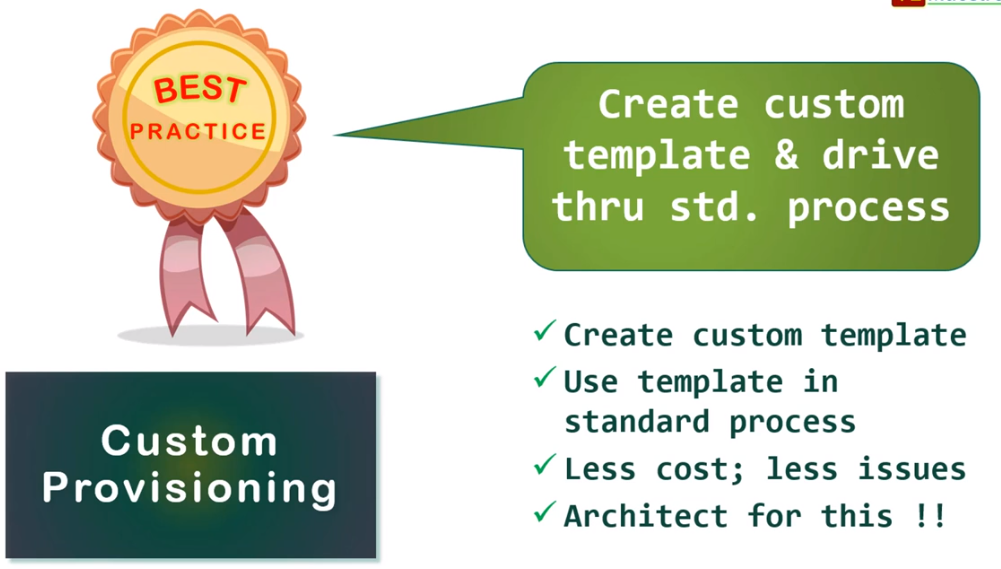 BEST
PRACTICE
Create custom
template & drive
thru std. process
Custom
Provisioning
✓ Create custom template
✓ Use template in
standard process
✓ Less cost; less issues
✓ Architect for this !!